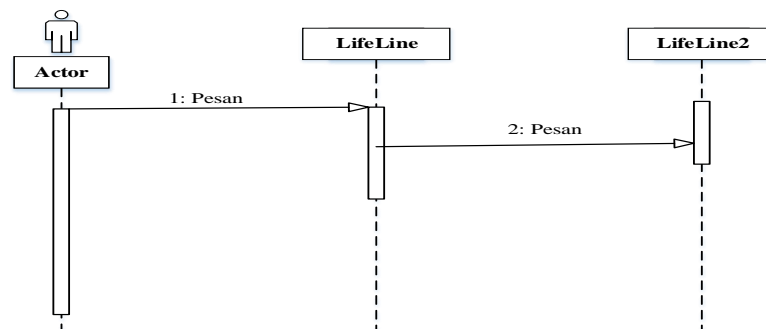 Actor
LifeLine
LifeLine2
1: Pesan
2: Pesan